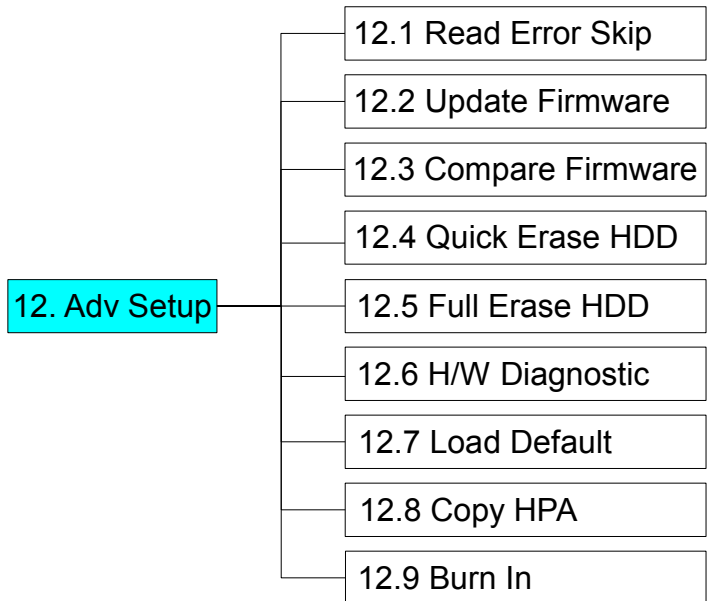 12.1 Read Error Skip
12.2 Update Firmware
12.3 Compare Firmware
12.4 Quick Erase HDD
12. Adv Setup
12.5 Full Erase HDD
12.6 H/W Diagnostic
12.7 Load Default
12.8 Copy HPA
12.9 Burn In